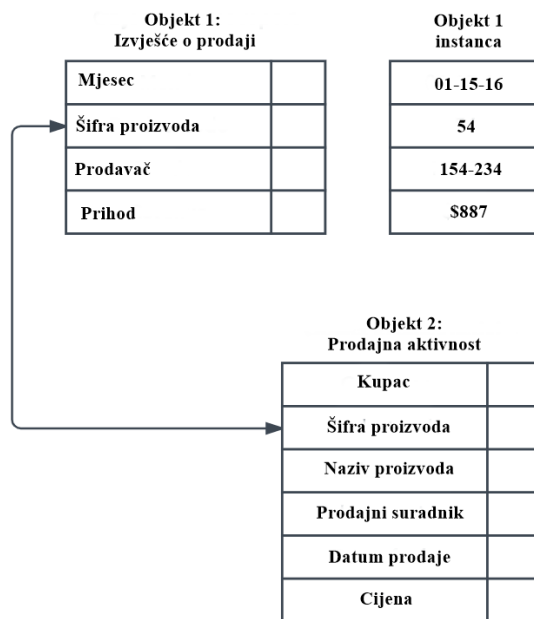 Objekt 1:
Izvješće o prodaji
Mjesec
Šifra proizvoda
Prodavač
Prihod
Objekt 1
instanca
01-15-16
54
154-234
$887
Objekt 2:
Prodajna aktivnost
Kupac
Šifra proizvoda
Naziv proizvoda
Prodajni suradnik
Datum prodaje
Cijena